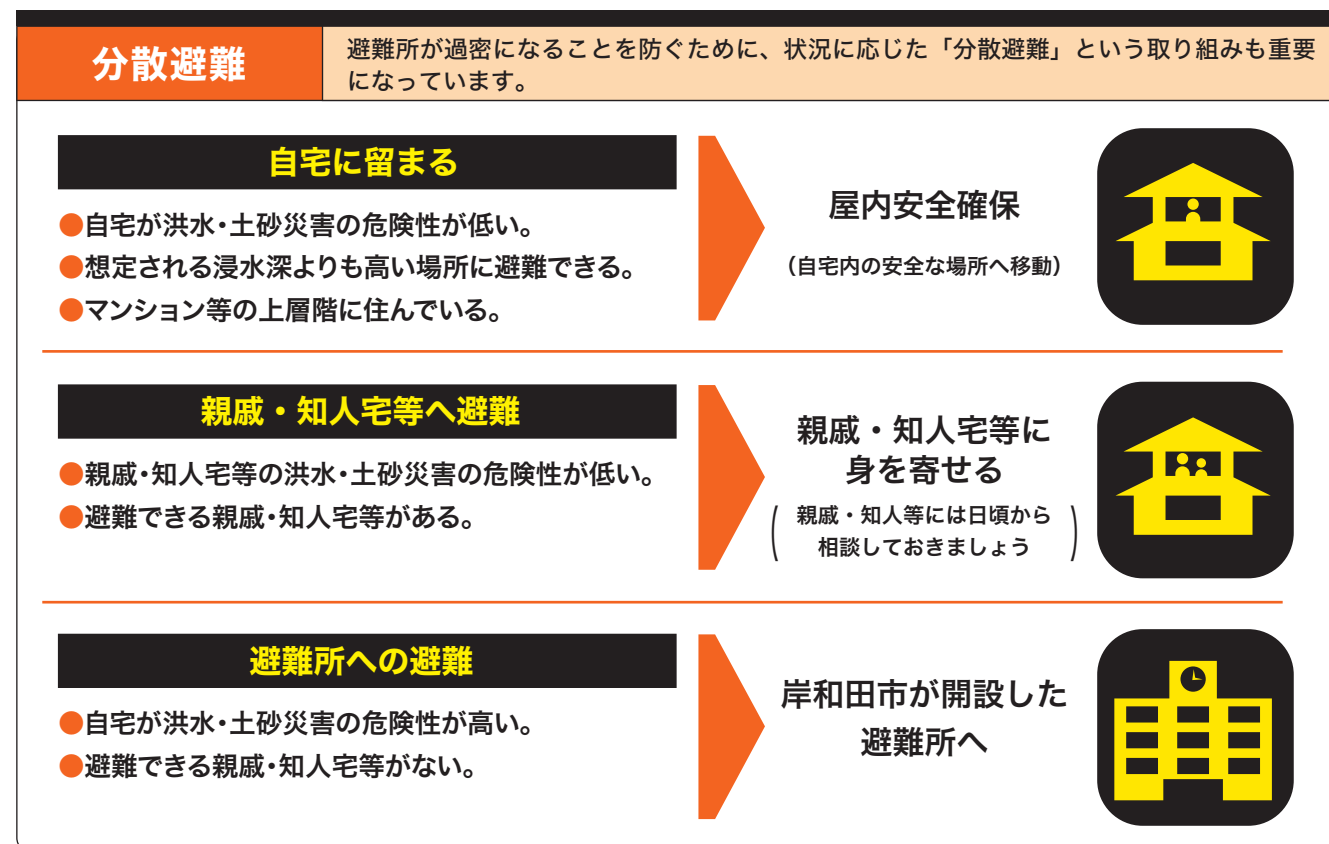 分散避難
避難所が過密になることを防ぐために、状況に応じた「分散避難」という取り組みも重要
になっています。
自宅に留まる
●自宅が洪水・土砂災害の危険性が低い。
●想定される浸水深よりも高い場所に避難できる。
●マンション等の上層階に住んでいる。
屋内安全確保
（自宅内の安全な場所へ移動）
親戚・知人宅等へ避難
●親戚・知人宅等の洪水・土砂災害の危険性が低い。
●避難できる親戚・知人宅等がある。
親戚・知人宅等に
身を寄せる
（親戚・知人等には日頃から
相談しておきましょう）
避難所への避難
●自宅が洪水・土砂災害の危険性が高い。
●避難できる親戚・知人宅等がない。
岸和田市が開設した
避難所へ